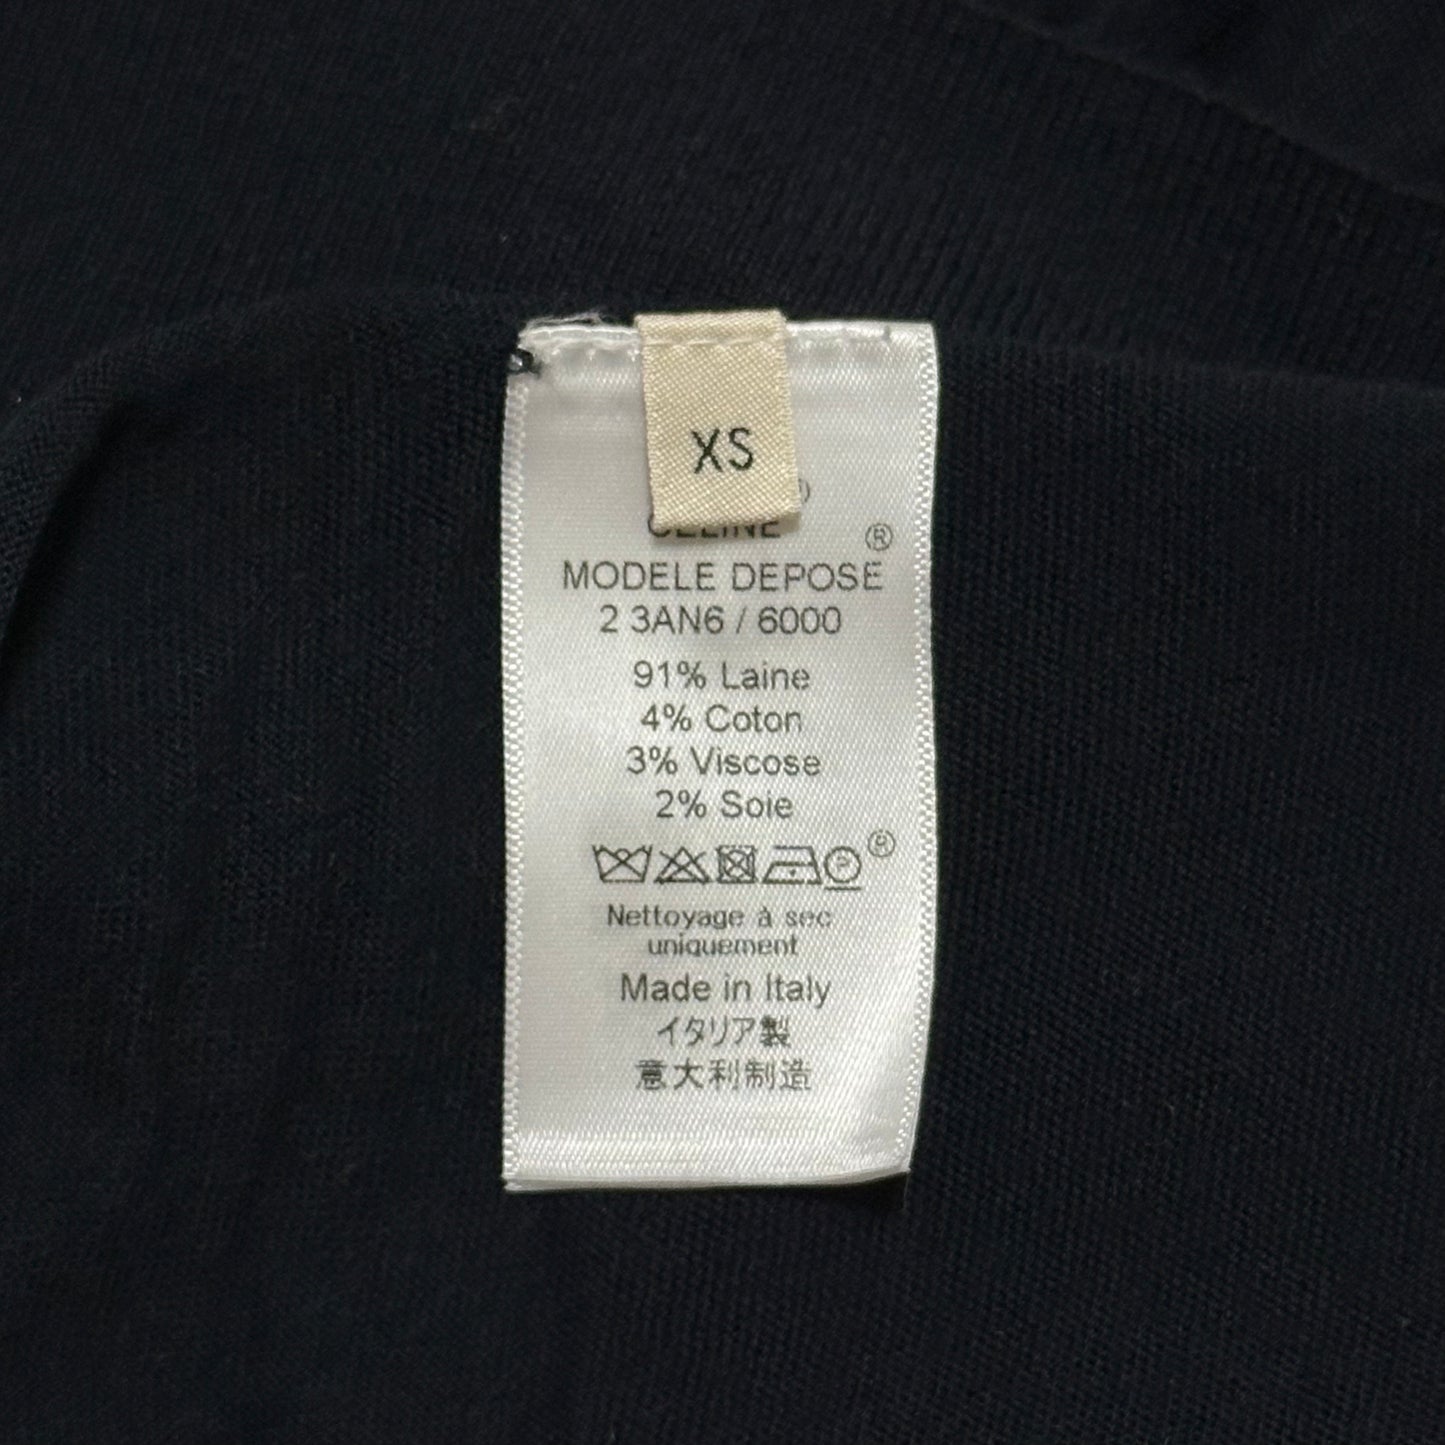 XS
CELINE ®
MODELE DEPOSE ®
2 3AN6 / 6000
91% Laine
4% Coton
3% Viscose
2% Soie
P ®
Nettoyage à sec
uniquement
Made in Italy
イタリア製
意大利制造